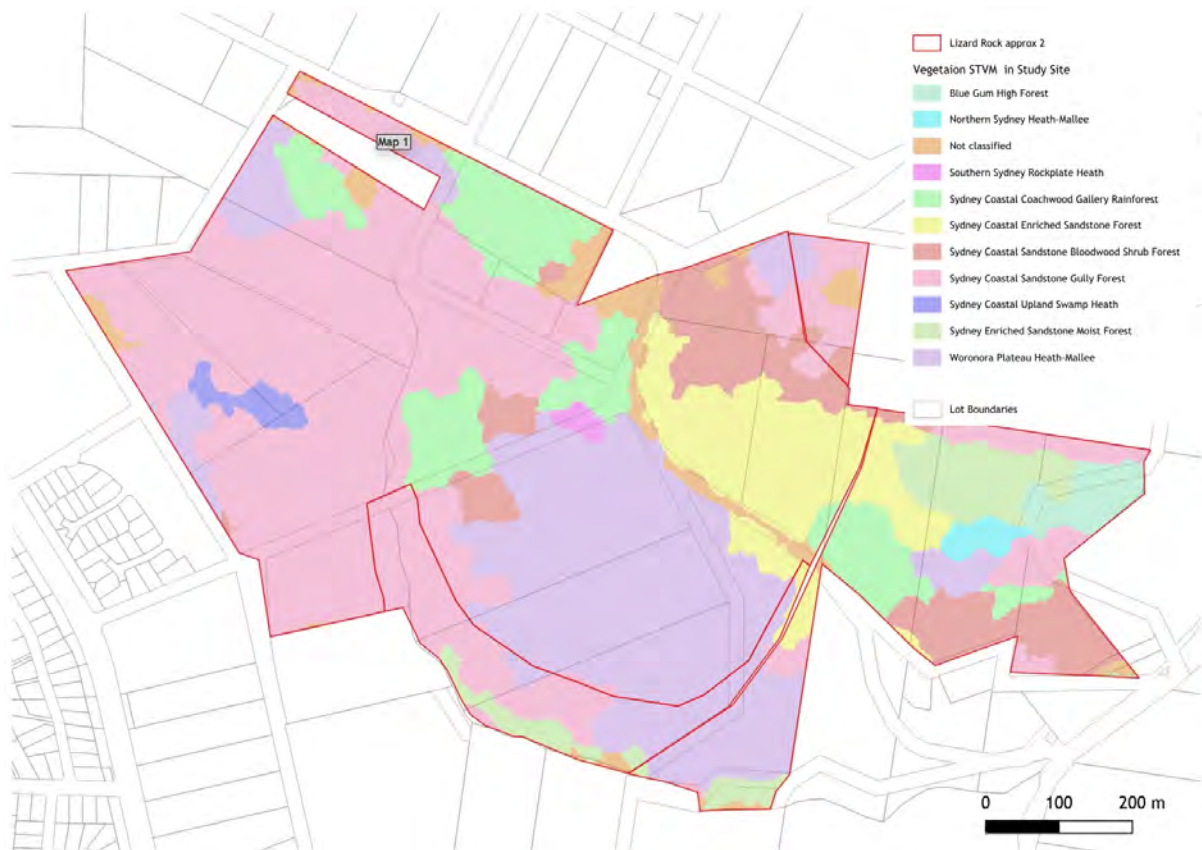 Lizard Rock approx 2
Vegetaion STVM in Study Site
Blue Gum High Forest
Northern Sydney Heath-Mallee
Not classified
Southern Sydney Rockplate Heath
Sydney Coastal Coachwood Gallery Rainforest
Sydney Coastal Enriched Sandstone Forest
Sydney Coastal Sandstone Bloodwood Shrub Forest
Sydney Coastal Sandstone Gully Forest
Sydney Coastal Upland Swamp Heath
Sydney Enriched Sandstone Moist Forest
Woronora Plateau Heath-Mallee
Lot Boundaries
Map 1
0 100 200 m